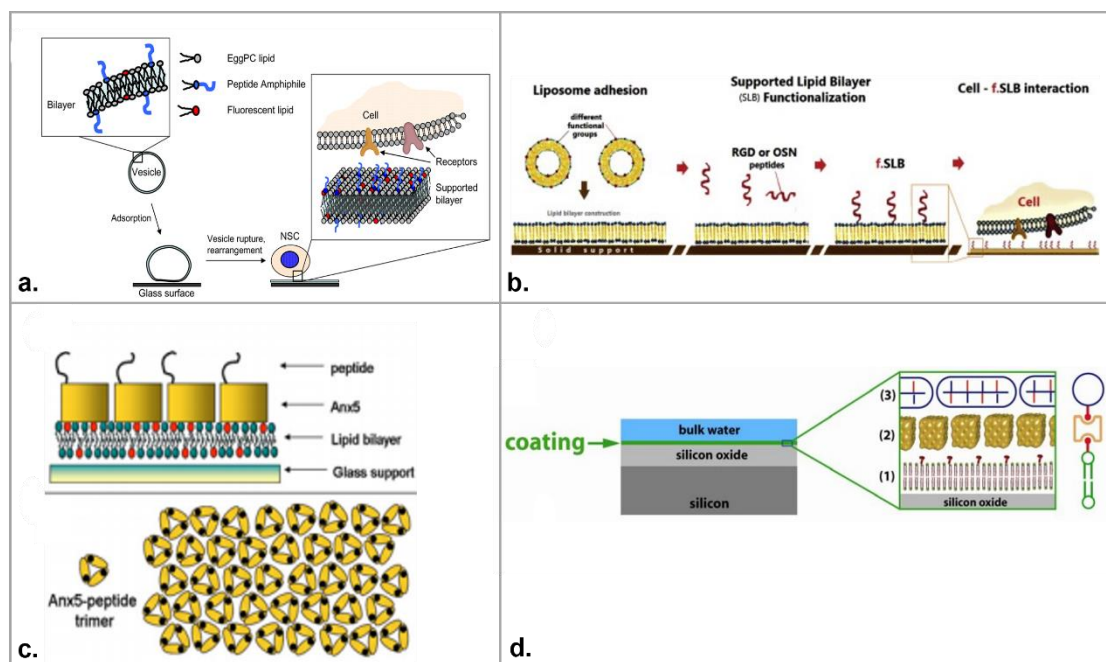 EggPC lipid
Peptide Amphiphile
Bilayer
Fluorescent lipid
Vesicle
Adsorption
Cell
Receptors
Supported
bilayer
Vesicle rupture,
rearrangement
NSC
Glass surface
a.
Liposome adhesion
Supported Lipid Bilayer
(SLB) Functionalization
Cell - f.SLB interaction
different
functional
groups
RGD or OSN
peptides
f.SLB
Cell
Lipid bilayer construction
Solid support
b.
peptide
Anx5
Lipid bilayer
Glass support
Anx5-peptide
trimer
c.
coating
bulk water
silicon oxide
silicon
(3)
(2)
(1)
silicon oxide
d.